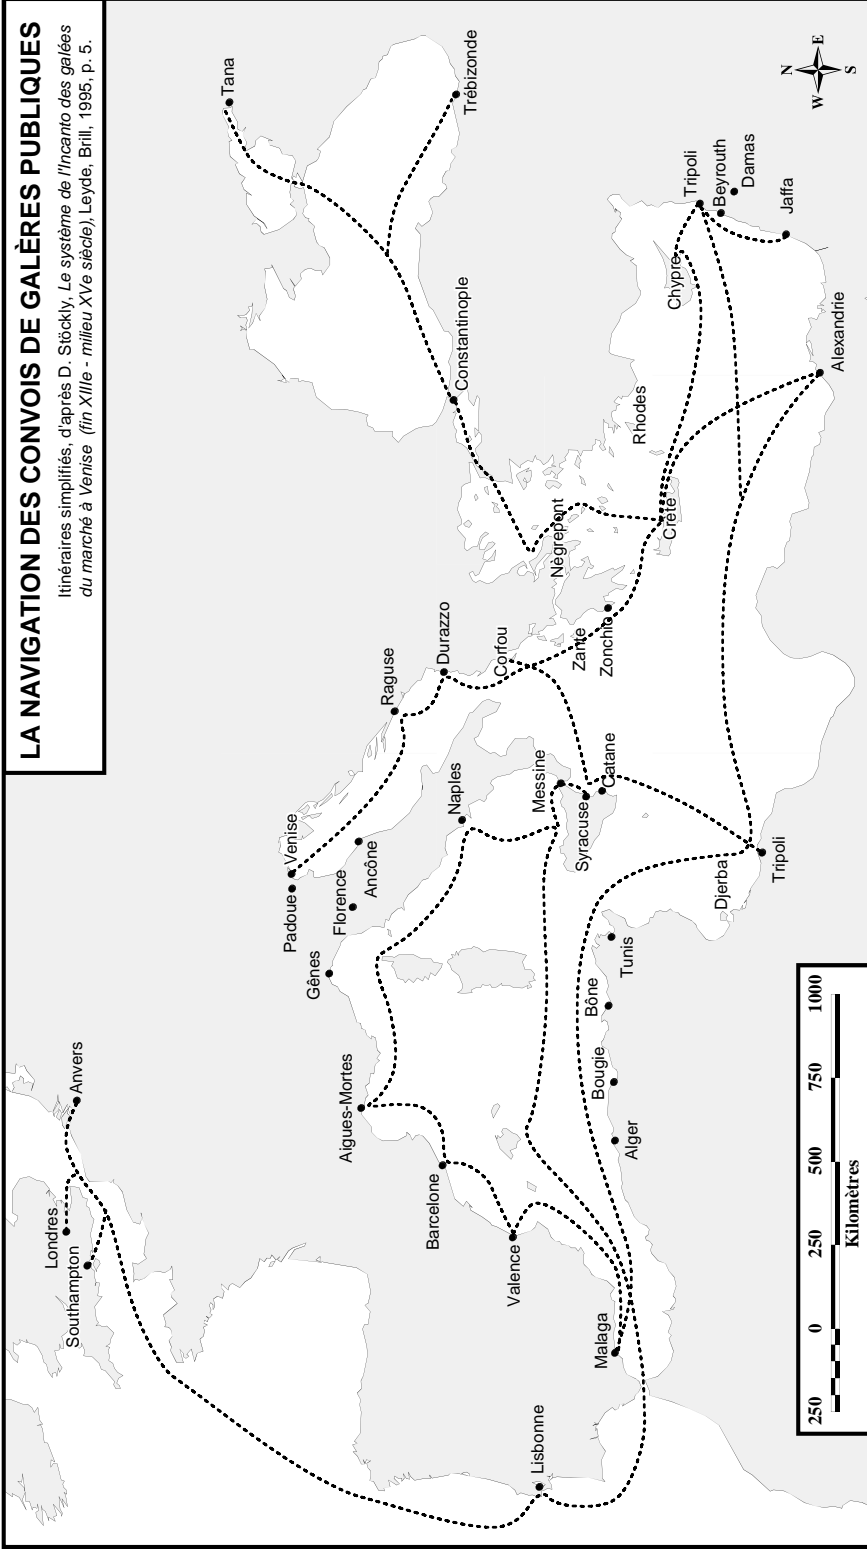 LA NAVIGATION DES CONVOIS DE GALÈRES PUBLIQUES
Itinéraires simplifiés, d'après D. Stöckly, Le système de l'Incanto des galées
du marché à Venise (fin XIIIe - milieu XVe siècle), Leyde, Brill, 1995, p. 5.
Londres
Southampton
Anvers
Lisbonne
Malaga
Valence
Barcelone
Aigues-Mortes
Gênes
Florence
Padoue
Venise
Ancône
Naples
Messine
Syracuse
Catane
Raguse
Durazzo
Corfou
Zante
Zonchio
Nègrepont
Crète
Rhodes
Constantinople
Tana
Trébizonde
Chypre
Tripoli
Beyrouth
Damas
Jaffa
Alexandrie
Tripoli
Djerba
Tunis
Bône
Bougie
Alger
N
E
S
W
250 0 250 500 750 1000
Kilomètres